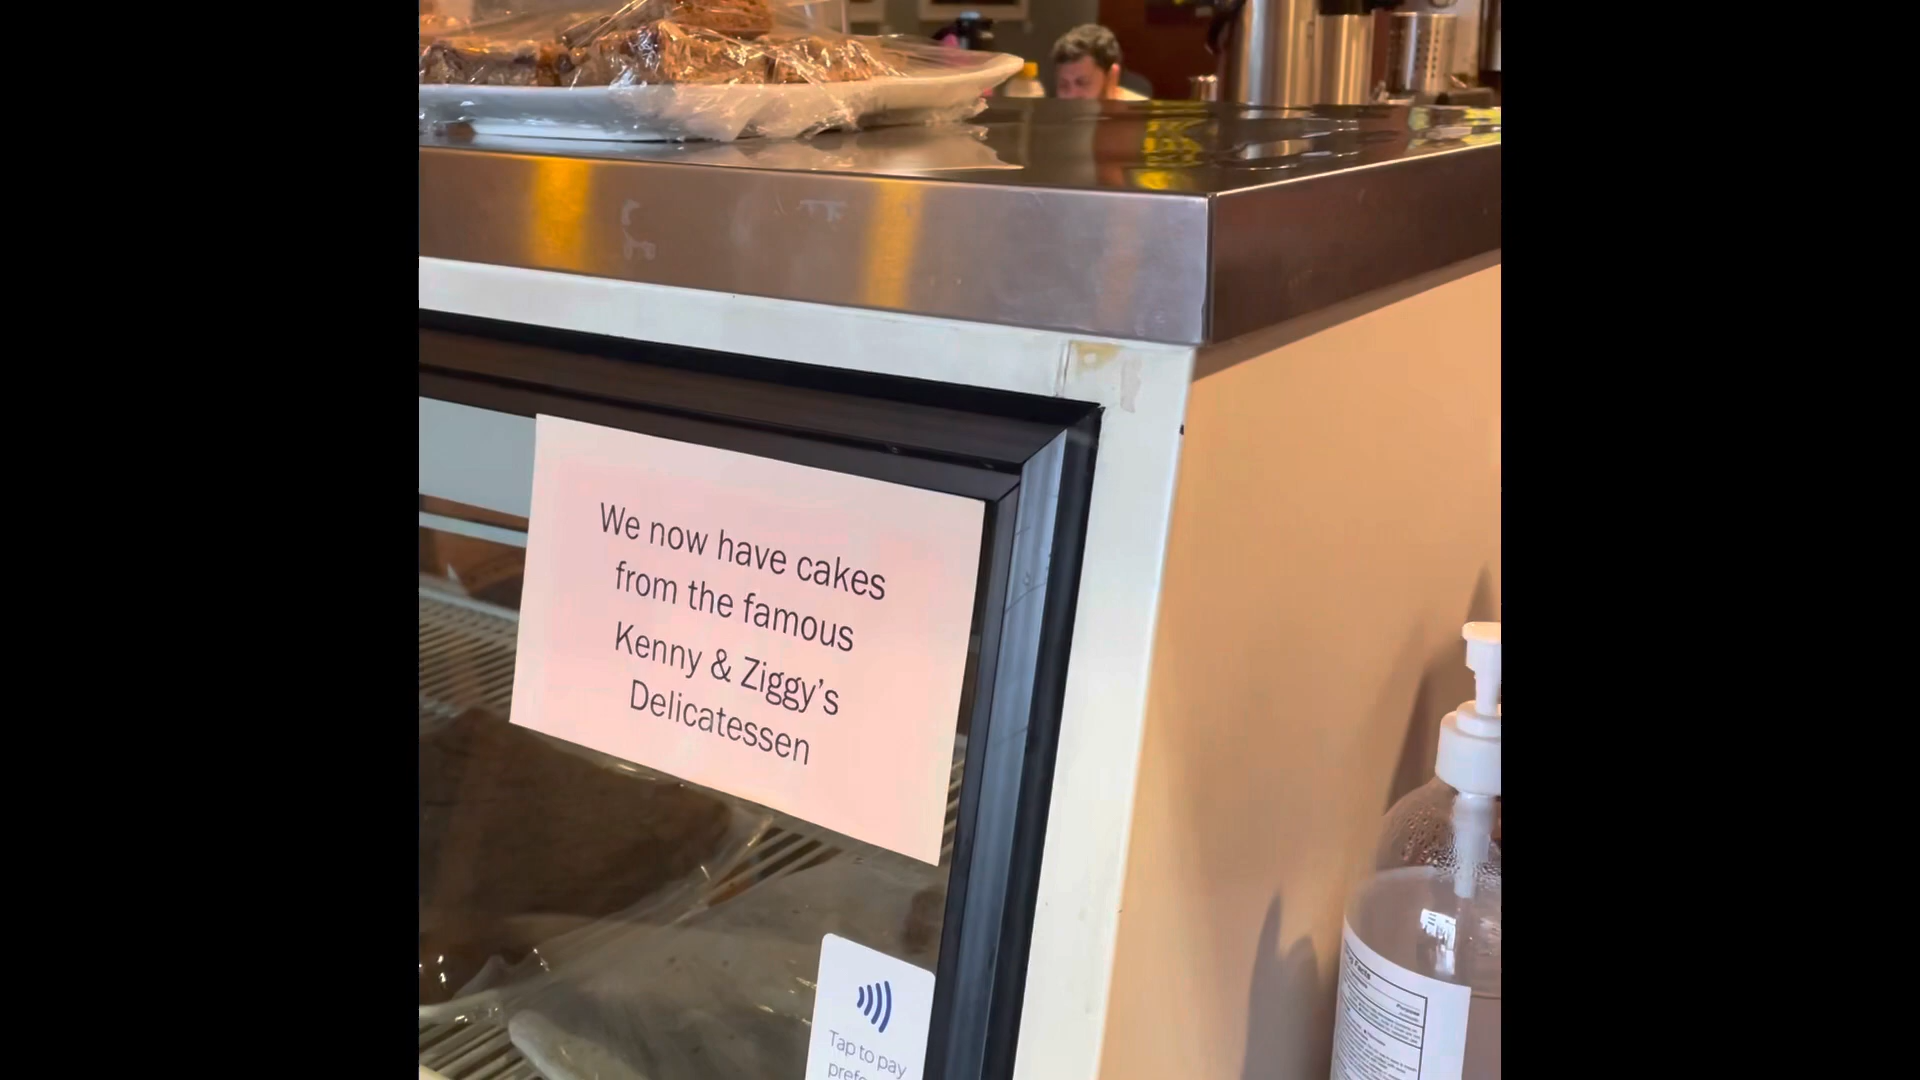 We now have cakes
from the famous
Kenny & Ziggy's
Delicatessen
Tap to pay